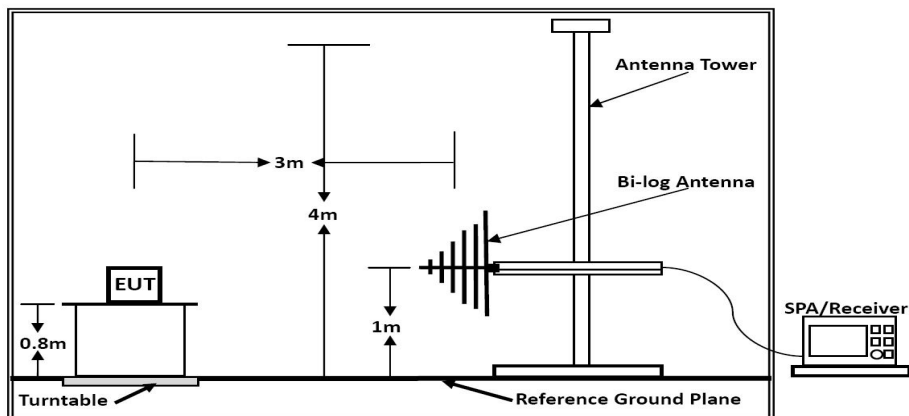 Antenna Tower
3m
Bi-log Antenna
4m
EUT
SPA/Receiver
0.8m
1m
Turntable
Reference Ground Plane